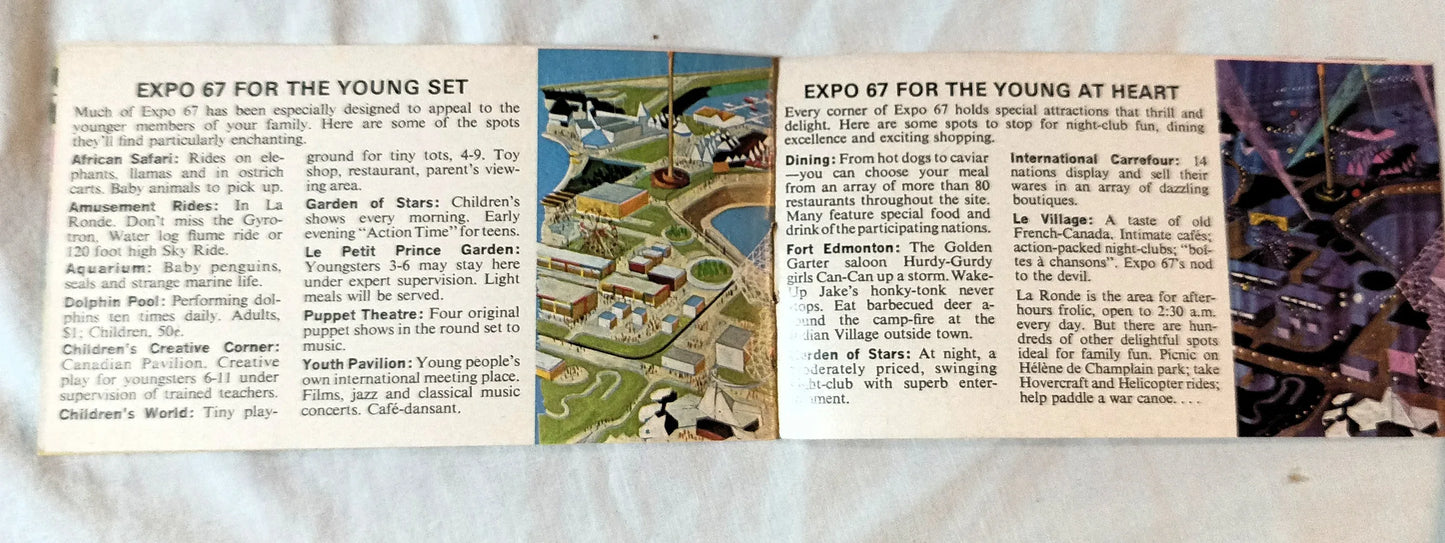 EXPO 67 FOR THE YOUNG SET
Much of Expo 67 has been especially designed to appeal to the
younger members of your family. Here are some of the spots
they'll find particularly enchanting.
African Safari: Rides on ele-
phants, llamas and in ostrich
carts. Baby animals to pick up.
Amusement Rides: In La
Ronde. Don't miss the Gyro-
tron, Water log flume ride or
120 foot high Sky Ride.
Aquarium: Baby penguins,
seals and strange marine life.
Dolphin Pool: Performing dol-
phins ten times daily. Adults,
$1; Children, 50¢.
Children's Creative Corner:
Canadian Pavilion. Creative
play for youngsters 6-11 under
supervision of trained teachers.
Children's World: Tiny play-
ground for tiny tots, 4-9. Toy
shop, restaurant, parent's view-
ing area.
Garden of Stars: Children's
shows every morning. Early
evening "Action Time" for teens.
Le Petit Prince Garden:
Youngsters 3-6 may stay here
under expert supervision. Light
meals will be served.
Puppet Theatre: Four original
puppet shows in the round set to
music.
Youth Pavilion: Young people's
own international meeting place.
Films, jazz and classical music
concerts. Café-dansant.
EXPO 67 FOR THE YOUNG AT HEART
Every corner of Expo 67 holds special attractions that thrill and
delight. Here are some spots to stop for night-club fun, dining
excellence and exciting shopping.
Dining: From hot dogs to caviar
—you can choose your meal
from an array of more than 80
restaurants throughout the site.
Many feature special food and
drink of the participating nations.
Fort Edmonton: The Golden
Garter saloon Hurdy-Gurdy
girls Can-Can up a storm. Wake-
Up Jake's honky-tonk never
stops. Eat barbecued deer a-
round the camp-fire at the
Indian Village outside town.
Garden of Stars: At night, a
moderately priced, swinging
night-club with superb enter-
tainment.
International Carrefour: 14
nations display and sell their
wares in an array of dazzling
boutiques.
Le Village: A taste of old
French-Canada. Intimate cafés;
action-packed night-clubs; "boî-
tes à chansons". Expo 67's nod
to the devil.
La Ronde is the area for after-
hours frolic, open to 2:30 a.m.
every day. But there are hun-
dreds of other delightful spots
ideal for family fun. Picnic on
Hélène de Champlain park; take
Hovercraft and Helicopter rides;
help paddle a war canoe. . . .